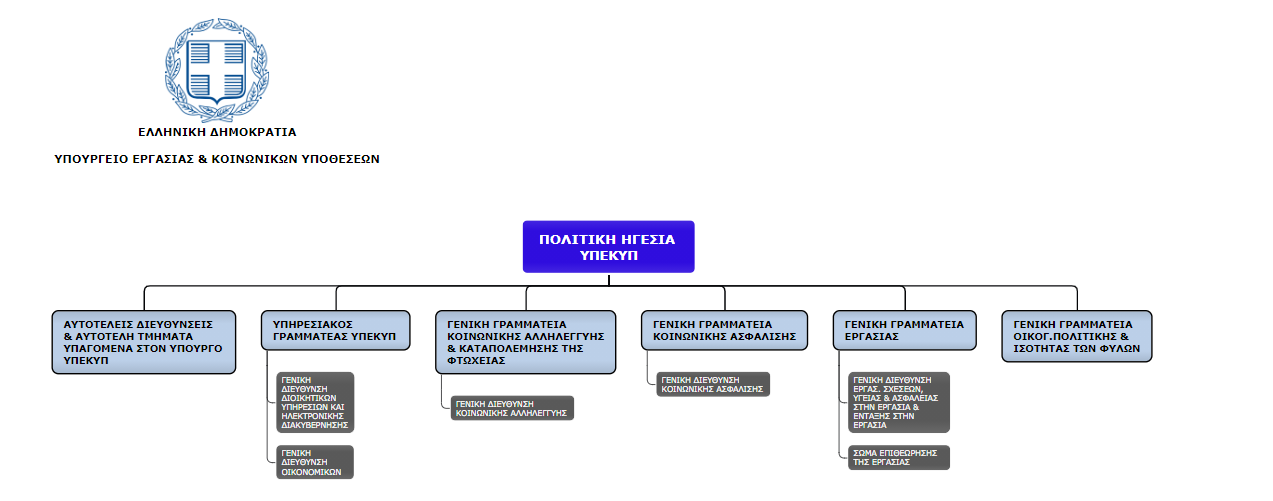 ΕΛΛΗΝΙΚΗ ΔΗΜΟΚΡΑΤΙΑ
ΥΠΟΥΡΓΕΙΟ ΕΡΓΑΣΙΑΣ & ΚΟΙΝΩΝΙΚΩΝ ΥΠΟΘΕΣΕΩΝ
ΠΟΛΙΤΙΚΗ ΗΓΕΣΙΑ
ΥΠΕΚΥΠ
ΑΥΤΟΤΕΛΕΙΣ ΔΙΕΥΘΥΝΣΕΙΣ
& ΑΥΤΟΤΕΛΗ ΤΜΗΜΑΤΑ
ΥΠΑΓΟΜΕΝΑ ΣΤΟΝ ΥΠΟΥΡΓΟ
ΥΠΕΚΥΠ
ΥΠΗΡΕΣΙΑΚΟΣ
ΓΡΑΜΜΑΤΕΑΣ ΥΠΕΚΥΠ
ΓΕΝΙΚΗ
ΔΙΕΥΘΥΝΣΗ
ΔΙΟΙΚΗΤΙΚΩΝ
ΥΠΗΡΕΣΙΩΝ ΚΑΙ
ΗΛΕΚΤΡΟΝΙΚΗΣ
ΔΙΑΚΥΒΕΡΝΗΣΗΣ
ΓΕΝΙΚΗ
ΔΙΕΥΘΥΝΣΗ
ΟΙΚΟΝΟΜΙΚΩΝ
ΓΕΝΙΚΗ ΓΡΑΜΜΑΤΕΙΑ
ΚΟΙΝΩΝΙΚΗΣ ΑΛΛΗΛΕΓΓΥΗΣ
& ΚΑΤΑΠΟΛΕΜΗΣΗΣ ΤΗΣ
ΦΤΩΧΕΙΑΣ
ΓΕΝΙΚΗ ΔΙΕΥΘΥΝΣΗ
ΚΟΙΝΩΝΙΚΗΣ ΑΛΛΗΛΕΓΓΥΗΣ
ΓΕΝΙΚΗ ΓΡΑΜΜΑΤΕΙΑ
ΚΟΙΝΩΝΙΚΗΣ ΑΣΦΑΛΙΣΗΣ
ΓΕΝΙΚΗ ΔΙΕΥΘΥΝΣΗ
ΚΟΙΝΩΝΙΚΗΣ ΑΣΦΑΛΙΣΗΣ
ΓΕΝΙΚΗ ΓΡΑΜΜΑΤΕΙΑ
ΕΡΓΑΣΙΑΣ
ΓΕΝΙΚΗ ΔΙΕΥΘΥΝΣΗ
ΕΡΓΑΣ. ΣΧΕΣΕΩΝ,
ΥΓΕΙΑΣ & ΑΣΦΑΛΕΙΑΣ
ΣΤΗΝ ΕΡΓΑΣΙΑ &
ΕΝΤΑΞΗΣ ΣΤΗΝ
ΕΡΓΑΣΙΑ
ΣΩΜΑ ΕΠΙΘΕΩΡΗΣΗΣ
ΤΗΣ ΕΡΓΑΣΙΑΣ
ΓΕΝΙΚΗ ΓΡΑΜΜΑΤΕΙΑ
ΟΙΚΟΓ.ΠΟΛΙΤΙΚΗΣ &
ΙΣΟΤΗΤΑΣ ΤΩΝ ΦΥΛΩΝ